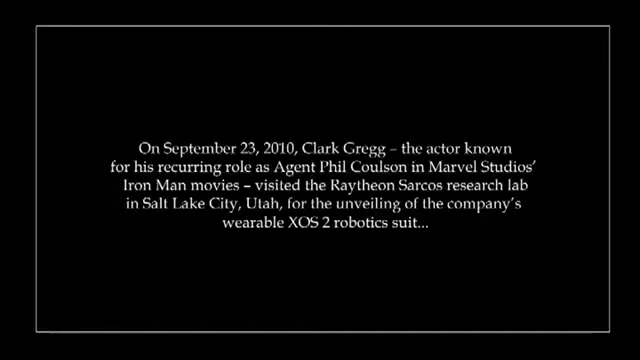 On September 23, 2010, Clark Gregg – the actor known
for his recurring role as Agent Phil Coulson in Marvel Studios’
Iron Man movies – visited the Raytheon Sarcos research lab
in Salt Lake City, Utah, for the unveiling of the company’s
wearable XOS 2 robotics suit...